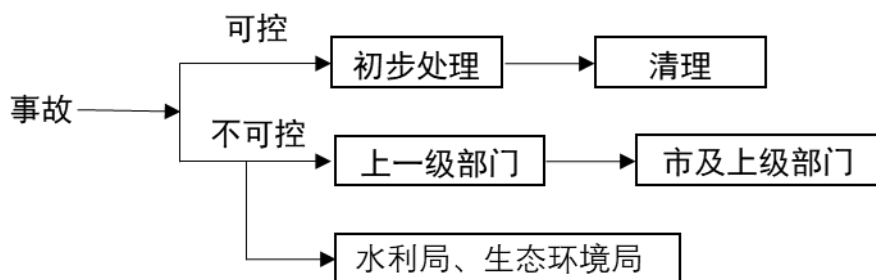 可控
初步处理
清理
事故
不可控
上一级部门
市及上级部门
水利局、生态环境局